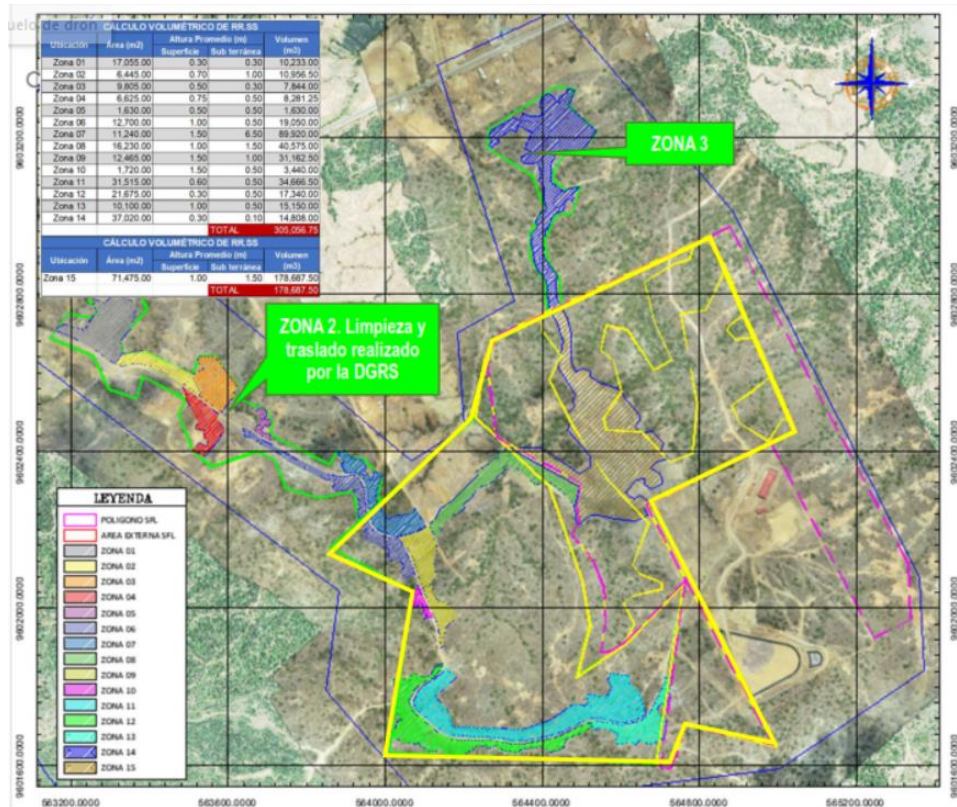 uelo de dron
CÁLCULO VOLUMÉTRICO DE RR.SS
Ubicación Área (m2) Altura Promedio (m) Volumen (m3)
Superficie Sub terránea
Zona 01 17,055.00 0.30 0.30 10,233.00
Zona 02 6,445.00 0.70 1.00 10,956.50
Zona 03 9,805.00 0.50 0.30 7,844.00
Zona 04 6,625.00 0.75 0.50 8,281.25
Zona 05 1,630.00 0.50 0.50 1,630.00
Zona 06 12,700.00 1.00 0.50 19,050.00
Zona 07 11,240.00 1.50 6.50 89,920.00
Zona 08 16,230.00 1.00 1.50 40,575.00
Zona 09 12,465.00 1.50 1.00 31,162.50
Zona 10 1,720.00 1.50 0.50 3,440.00
Zona 11 31,515.00 0.60 0.50 34,666.50
Zona 12 21,675.00 0.30 0.50 17,340.00
Zona 13 10,100.00 1.00 0.50 15,150.00
Zona 14 37,020.00 0.30 0.10 14,808.00
TOTAL 305,056.75
CÁLCULO VOLUMÉTRICO DE RR.SS
Ubicación Área (m2) Altura Promedio (m) Volumen (m3)
Superficie Sub terránea
Zona 15 71,475.00 1.00 1.50 178,687.50
TOTAL 178,687.50
ZONA 3
ZONA 2. Limpieza y
traslado realizado
por la DGRS
LEYENDA
POLIGONO SFL
AREA EXTERNA SFL
ZONA 01
ZONA 02
ZONA 03
ZONA 04
ZONA 05
ZONA 06
ZONA 07
ZONA 08
ZONA 09
ZONA 10
ZONA 11
ZONA 12
ZONA 13
ZONA 14
ZONA 15
9603200.0000
9602800.0000
9602400.0000
9602000.0000
9601600.0000
9603200.0000
9602800.0000
9602400.0000
9602000.0000
9601600.0000
563200.0000 563600.0000 564000.0000 564400.0000 564800.0000 565200.0000